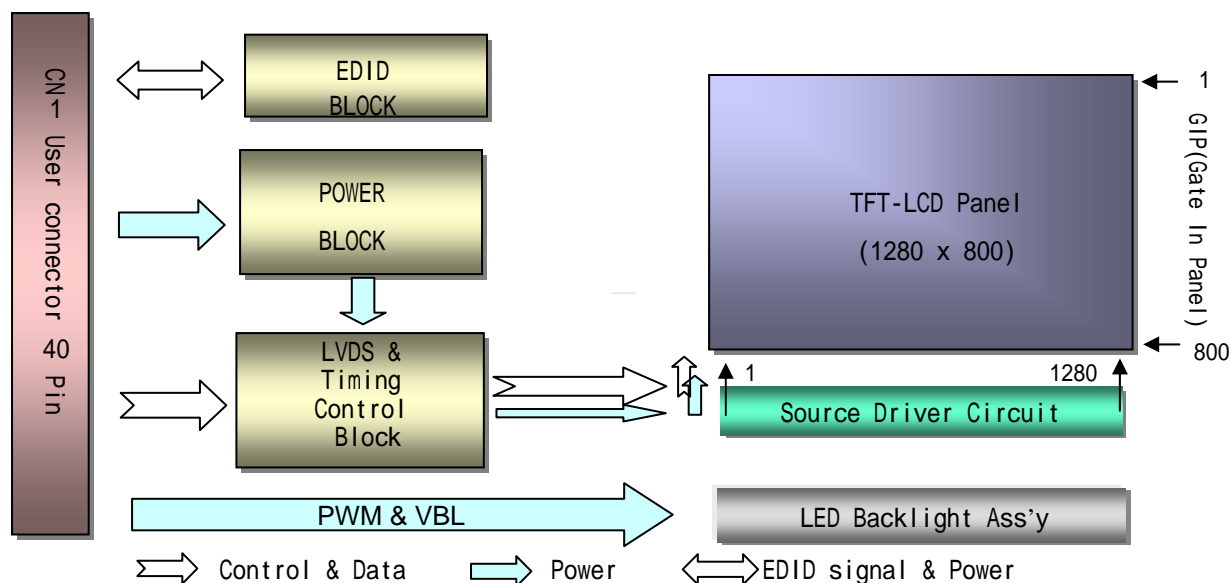 CN-1 User connector 40 Pin
EDID
BLOCK
POWER
BLOCK
LVDS &
Timing
Control
Block
TFT-LCD Panel
(1280 x 800)
1
GIP(Gate In Panel)
800
1
1280
Source Driver Circuit
PWM & VBL
LED Backlight Ass'y
Control & Data
Power
EDID signal & Power